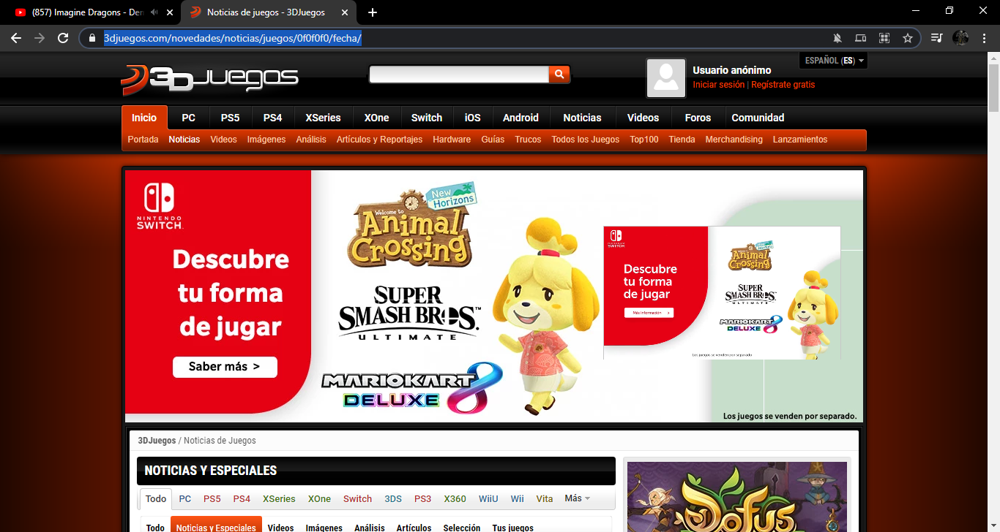 (857) Imagine Dragons - Den
Noticias de juegos - 3DJuegos
3djuegos.com/novedades/noticias/juegos/0f0f0f0/fecha/
3DJUEGOS
Usuario anónimo
Iniciar sesión | Regístrate gratis
ESPAÑOL (ES)
Inicio PC PS5 PS4 XSeries XOne Switch iOS Android Noticias Videos Foros Comunidad
Portada Noticias Videos Imágenes Análisis Artículos y Reportajes Hardware Guías Trucos Todos los Juegos Top100 Tienda Merchandising Lanzamientos
NINTENDO
SWITCH
Descubre
tu forma
de jugar
Saber más >
Welcome to
Animal
Crossing
New
Horizons
SUPER
SMASH BROS.™
ULTIMATE
MARIOKART 8
DELUXE
NINTENDO
SWITCH
Descubre
tu forma
de jugar
Más información >
Animal
Crossing
New
Horizons
SUPER
SMASH BROS.
ULTIMATE
MARIOKART 8
DELUXE
Los juegos se venden por separado
Los juegos se venden por separado.
3DJuegos / Noticias de Juegos
NOTICIAS Y ESPECIALES
Todo PC PS5 PS4 XSeries XOne Switch 3DS PS3 X360 WiiU Wii Vita Más
Todo Noticias y Especiales Videos Imágenes Análisis Artículos Selección Tus juegos
Dofus